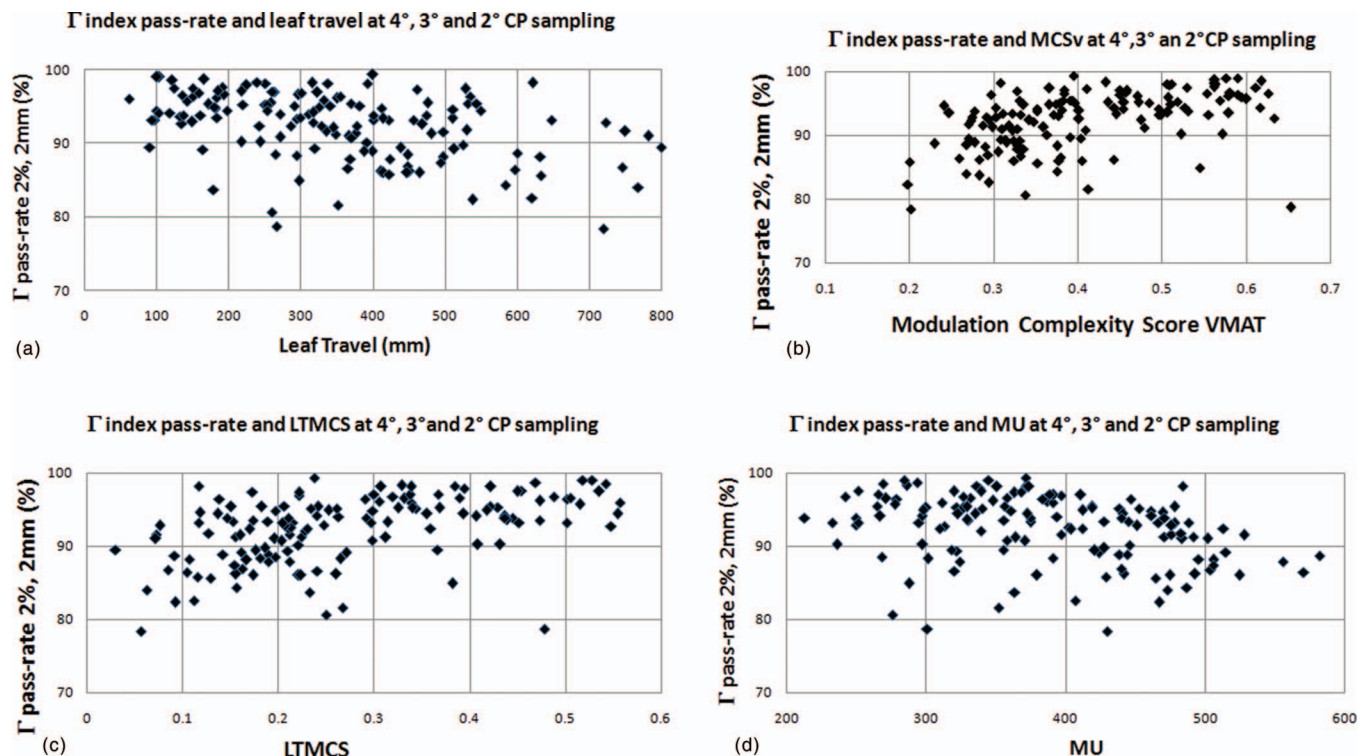 Γ index pass-rate and leaf travel at 4°, 3° and 2° CP sampling
Γ pass-rate 2%, 2mm (%)
100
90
80
70
0 100 200 300 400 500 600 700 800
Leaf Travel (mm)
(a)
Γ index pass-rate and MCSv at 4°,3° an 2°CP sampling
Γ pass-rate 2%, 2mm (%)
100
90
80
70
0.1 0.2 0.3 0.4 0.5 0.6 0.7
Modulation Complexity Score VMAT
(b)
Γ index pass-rate and LTMCS at 4°, 3°and 2° CP sampling
Γ pass-rate 2%, 2mm (%)
100
90
80
70
0 0.1 0.2 0.3 0.4 0.5 0.6
LTMCS
(c)
Γ index pass-rate and MU at 4°, 3° and 2° CP sampling
Γ pass-rate 2%, 2mm (%)
100
90
80
70
200 300 400 500 600
MU
(d)